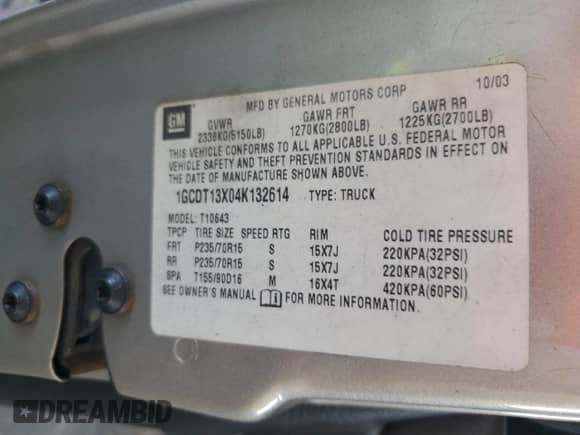 10/03
MFD BY GENERAL MOTORS CORP
GM
GVWR GAWR FRT GAWR RR
2336KG(5150LB) 1270KG(2800LB) 1225KG(2700LB)
THIS VEHICLE CONFORMS TO ALL APPLICABLE U.S. FEDERAL MOTOR
VEHICLE SAFETY AND THEFT PREVENTION STANDARDS IN EFFECT ON
THE DATE OF MANUFACTURE SHOWN ABOVE.
1GCDT13X04K132614 TYPE: TRUCK
MODEL: T10643
TPCP TIRE SIZE SPEED RTG RIM COLD TIRE PRESSURE
FRT P235/70R15 S 15X7J 220KPA(32PSI)
RR P235/70R15 S 15X7J 220KPA(32PSI)
SPA T155/90D16 M 16X4T 420KPA(60PSI)
SEE OWNER'S MANUAL i FOR MORE INFORMATION.
DREAMBID